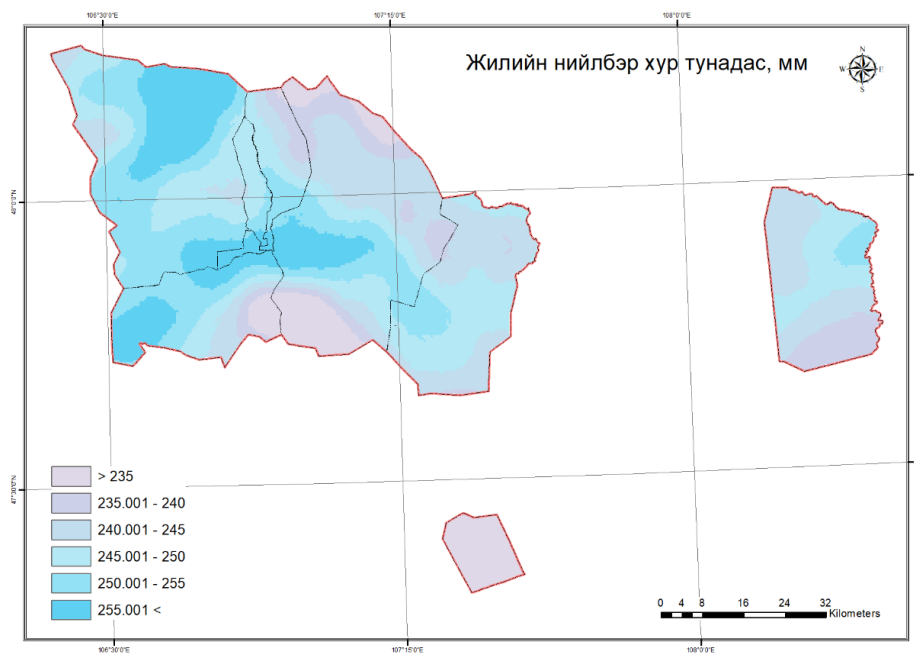 106°30'0"E 107°15'0"E 108°0'0"E
Жилийн нийлбэр хур тунадас, мм
N
W E
S
48°0'0"N
> 235
47°30'0"N
235.001 - 240
240.001 - 245
245.001 - 250
250.001 - 255
255.001 <
0 4 8 16 24 32
Kilometers
106°30'0"E 107°15'0"E 108°0'0"E